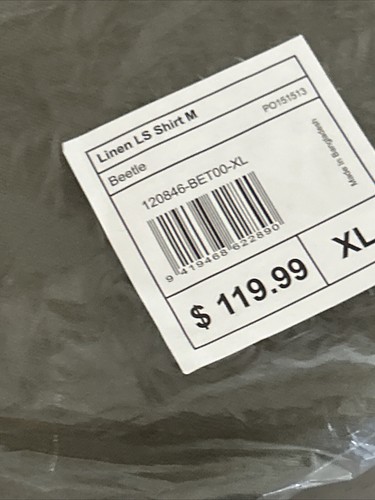 Linen LS Shirt M
Beetle
PO151513
120846-BET00-XL
Made in Bangladesh
9 419468 622890
$ 119.99
XL